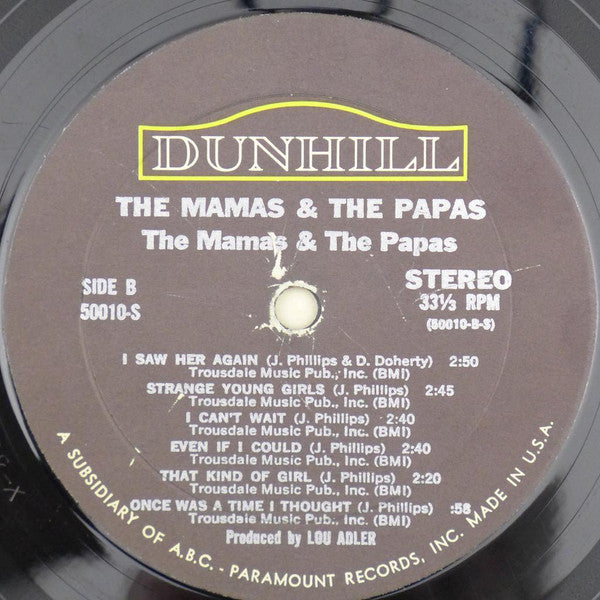 DUNHILL
THE MAMAS & THE PAPAS
The Mamas & The Papas
SIDE B
50010-S
STEREO
33⅓ RPM
(50010-B-S)
I SAW HER AGAIN (J. Phillips & D. Doherty) 2:50
Trousdale Music Pub., Inc. (BMI)
STRANGE YOUNG GIRLS (J. Phillips) 2:45
Trousdale Music Pub., Inc. (BMI)
I CAN'T WAIT (J. Phillips) 2:40
Trousdale Music Pub., Inc. (BMI)
EVEN IF I COULD (J. Phillips) 2:40
Trousdale Music Pub., Inc. (BMI)
THAT KIND OF GIRL (J. Phillips) 2:20
Trousdale Music Pub., Inc. (BMI)
ONCE WAS A TIME I THOUGHT (J. Phillips) :58
Trousdale Music Pub., Inc. (BMI)
Produced by LOU ADLER
A SUBSIDIARY OF A.B.C. - PARAMOUNT RECORDS, INC. MADE IN U.S.A.